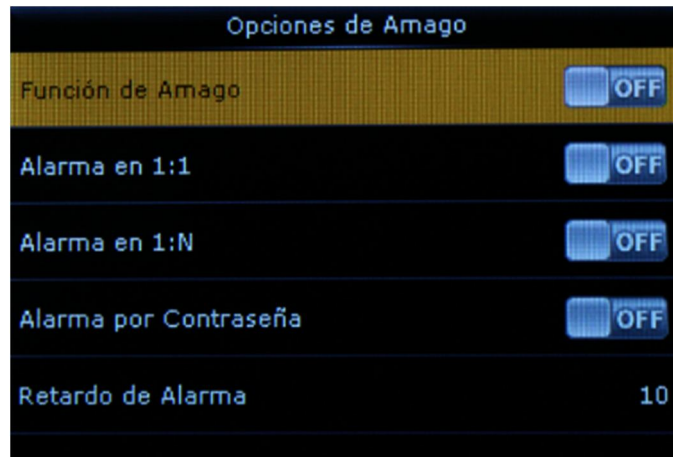 Opciones de Amago
Función de Amago OFF
Alarma en 1:1 OFF
Alarma en 1:N OFF
Alarma por Contraseña OFF
Retardo de Alarma 10